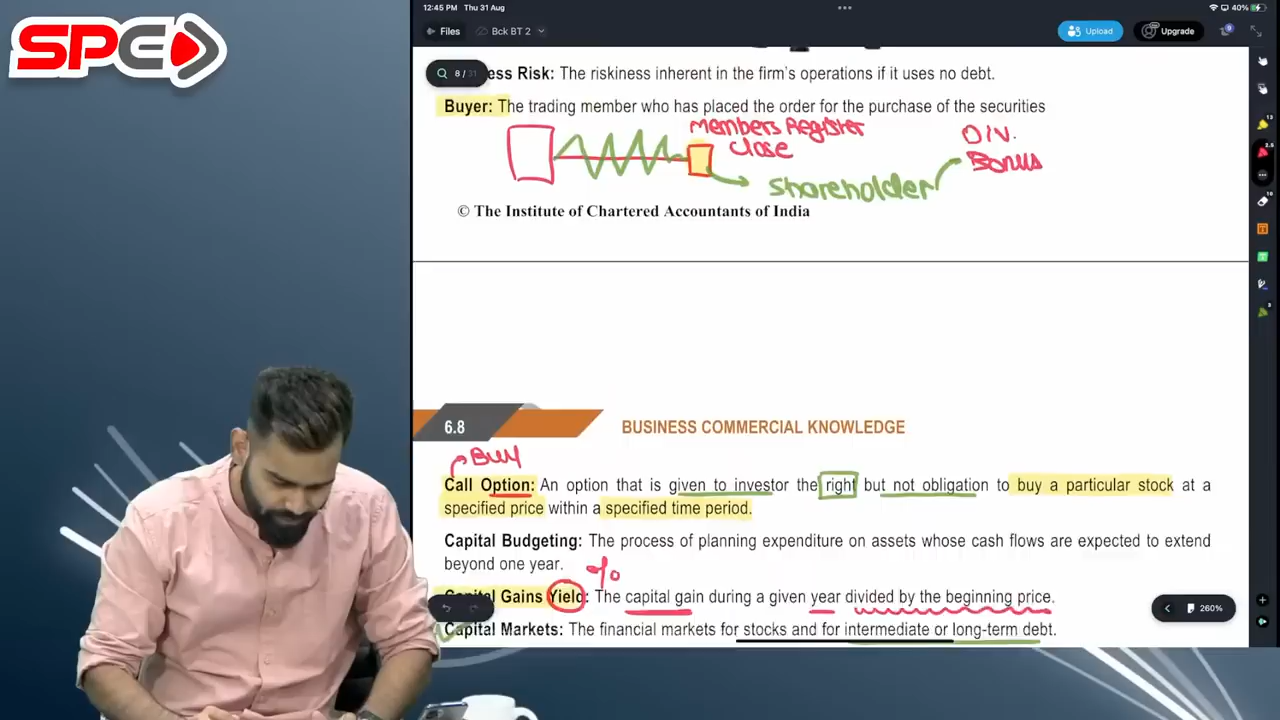 SPC
12:45 PM Thu 31 Aug
40%
Files
Bck BT 2
Upload
Upgrade
8 / 31
ess Risk: The riskiness inherent in the firm's operations if it uses no debt.
Buyer: The trading member who has placed the order for the purchase of the securities
Members Register
Close
Div.
Bonus
Shareholder
© The Institute of Chartered Accountants of India
6.8
BUSINESS COMMERCIAL KNOWLEDGE
Buy
Call Option: An option that is given to investor the right but not obligation to buy a particular stock at a
specified price within a specified time period.
Capital Budgeting: The process of planning expenditure on assets whose cash flows are expected to extend
beyond one year.
%
Capital Gains Yield: The capital gain during a given year divided by the beginning price.
260%
Capital Markets: The financial markets for stocks and for intermediate or long-term debt.